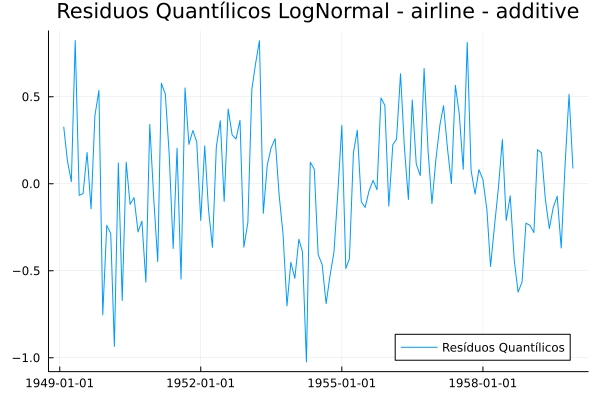 Residuos Quantílicos LogNormal - airline - additive
0.5
0.0
−0.5
−1.0
Resíduos Quantílicos
1949-01-01 1952-01-01 1955-01-01 1958-01-01